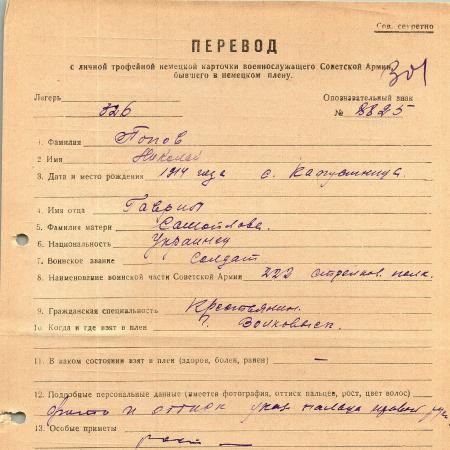 Сов. секретно
ПЕРЕВОД
с личной трофейной немецкой карточки военнослужащего Советской Армии,
бывшего в немецком плену.
301
Лагерь
Опознавательный знак
326
№ 8825
1. Фамилия Попов
2 Имя Николай
3. Дата и место рождения 1914 года с.
4. Имя отца Гаврил
5. Фамилия матери Самойлова.
6. Национальность Украинец
7. Воинское звание солдат
8. Наименование воинской части Советской Армии 223 стрелков. полк.
9. Гражданская специальность Крестьянин.
10. Когда и где взят в плен г. Волковыск.
11. В каком состоянии взят в плен (здоров, болен, ранен) —
12. Подробные персональные данные (имеется фотография, оттиск пальцев, рост, цвет волос)
фото и оттиск указ. пальца правой
13. Особые приметы
рост —